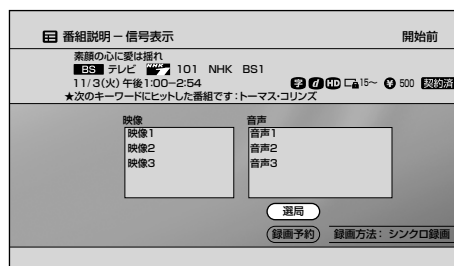 番組説明－信号表示 開始前
素顔の心に愛は揺れ
BS テレビ NHK 101 NHK BS1
11/3(火)午後1:00-2:54 字 d HD 15～ 500 契約済
★次のキーワードにヒットした番組です：トーマス・コリンズ
映像 音声
映像1 音声1
映像2 音声2
映像3 音声3
選局
録画予約 録画方法：シンクロ録画